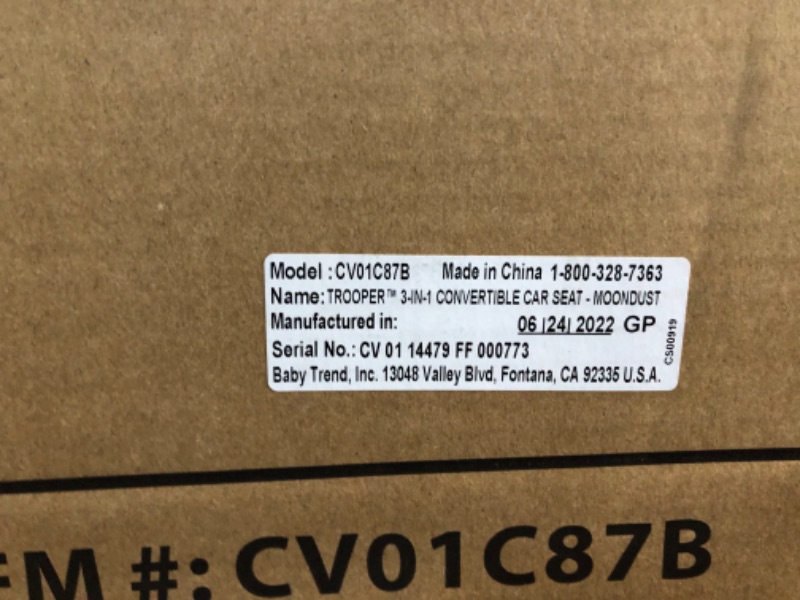 Model : CV01C87B Made in China 1-800-328-7363
Name: TROOPER™ 3-IN-1 CONVERTIBLE CAR SEAT - MOONDUST
Manufactured in: 06 |24| 2022 GP
Serial No.: CV 01 14479 FF 000773
Baby Trend, Inc. 13048 Valley Blvd, Fontana, CA 92335 U.S.A.
CS00919
#: CV01C87B